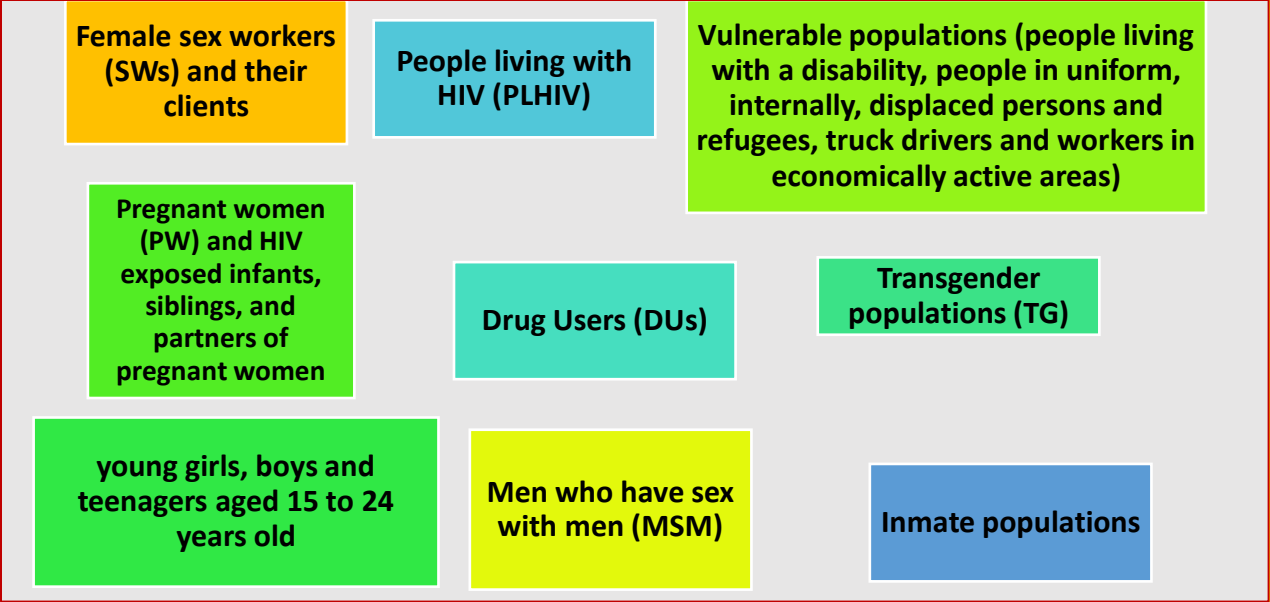 Female sex workers
(SWs) and their
clients
People living with
HIV (PLHIV)
Vulnerable populations (people living
with a disability, people in uniform,
internally, displaced persons and
refugees, truck drivers and workers in
economically active areas)
Pregnant women
(PW) and HIV
exposed infants,
siblings, and
partners of
pregnant women
Drug Users (DUs)
Transgender
populations (TG)
young girls, boys and
teenagers aged 15 to 24
years old
Men who have sex
with men (MSM)
Inmate populations